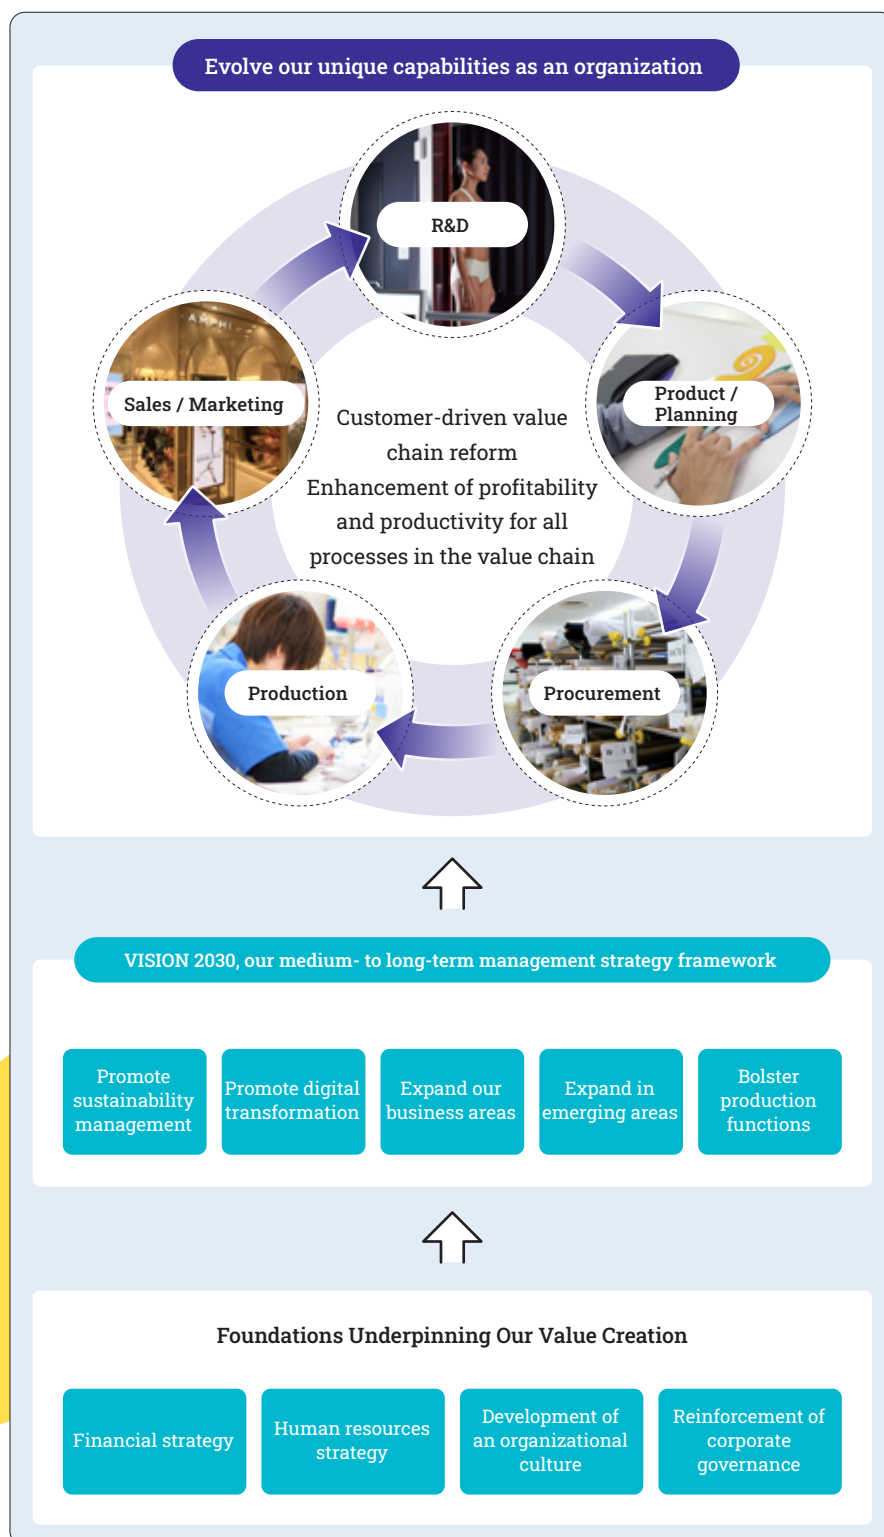 Evolve our unique capabilities as an organization
R&D
AMPHI
Sales / Marketing
Product /
Planning
Customer-driven value
chain reform
Enhancement of profitability
and productivity for all
processes in the value chain
Production
Procurement
VISION 2030, our medium- to long-term management strategy framework
Promote
sustainability
management
Promote digital
transformation
Expand our
business areas
Expand in
emerging areas
Bolster
production
functions
Foundations Underpinning Our Value Creation
Financial strategy
Human resources
strategy
Development of
an organizational
culture
Reinforcement of
corporate
governance